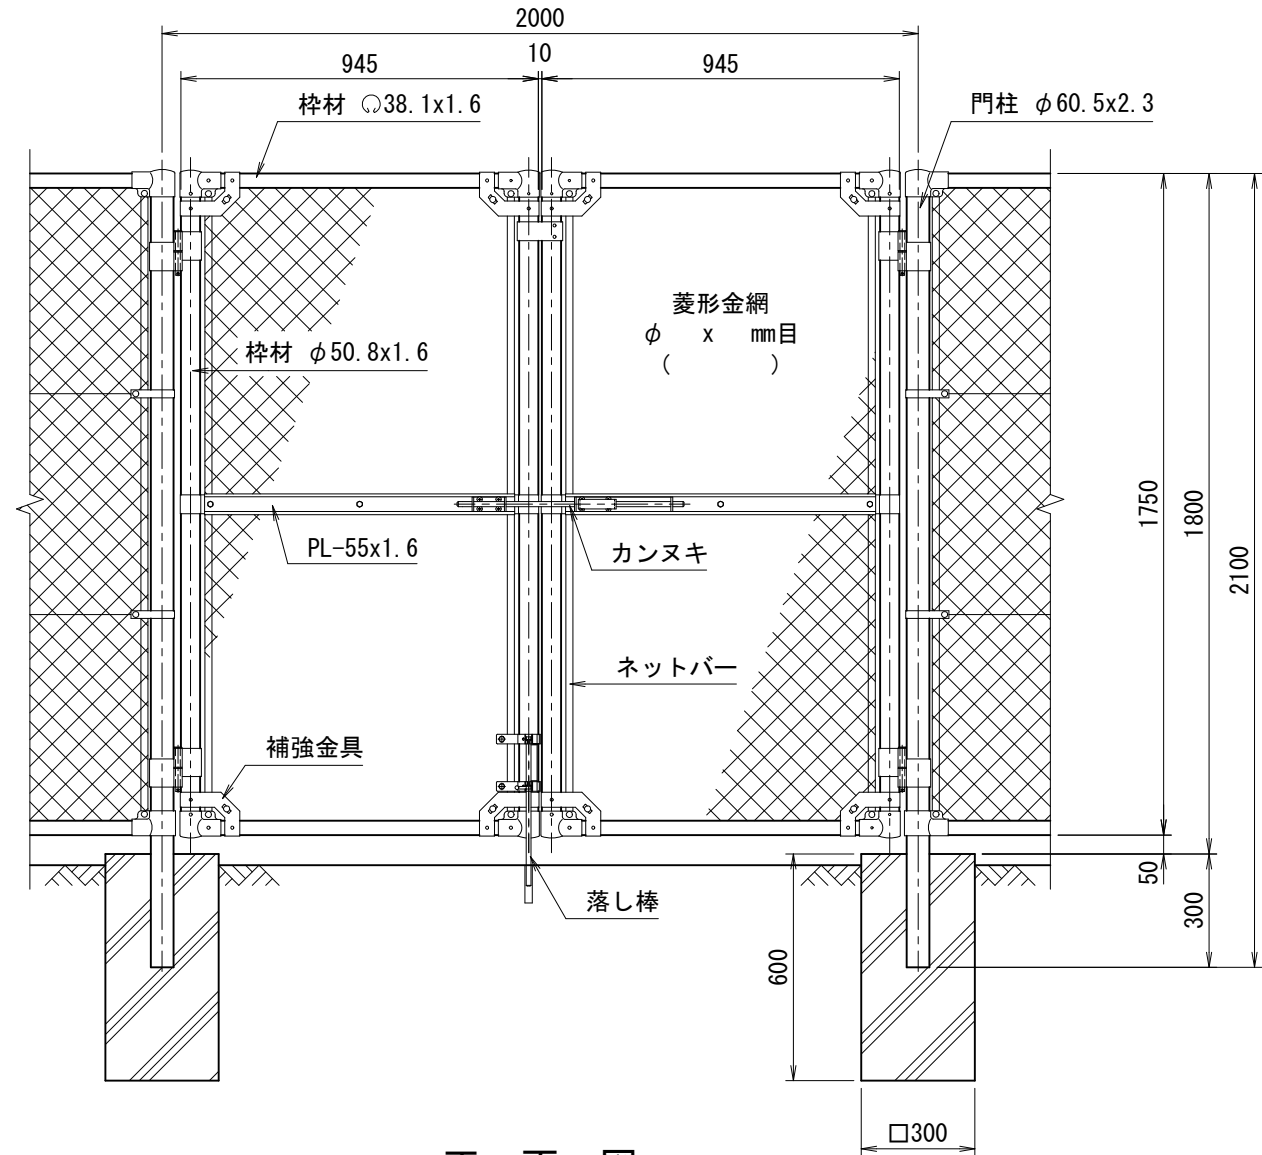 2000
10
945
945
枠材 38.1x1.6
門柱 φ60.5x2.3
菱形金網
φ x mm目
( )
枠材 φ50.8x1.6
1750
1800
2100
PL-55x1.6
カンヌキ
ネットバー
補強金具
落し棒
50
300
600
□300